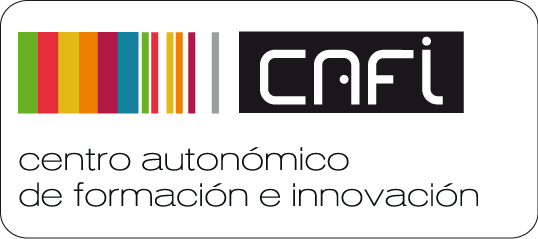 CAFi
centro autonómico
de formación e innovación